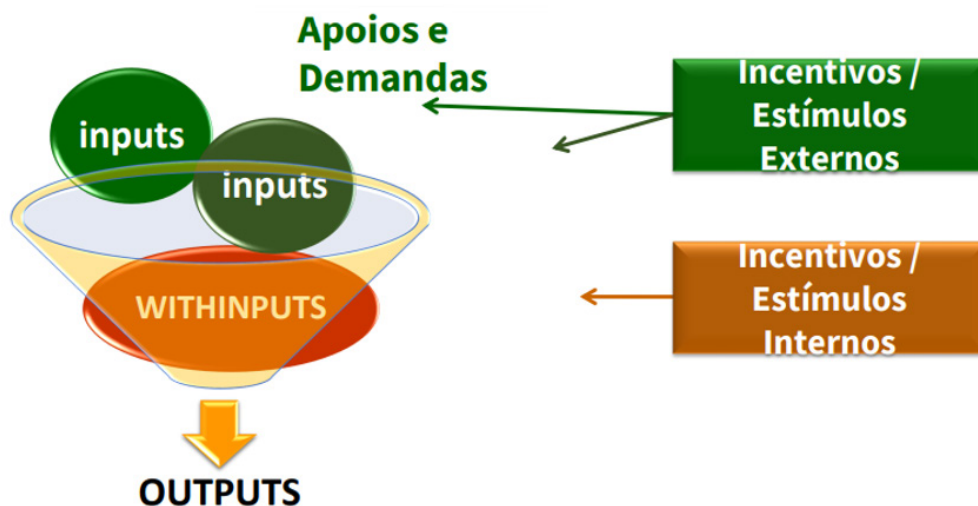 Apoios e
Demandas
inputs
inputs
WITHINPUTS
OUTPUTS
Incentivos /
Estímulos
Externos
Incentivos /
Estímulos
Internos